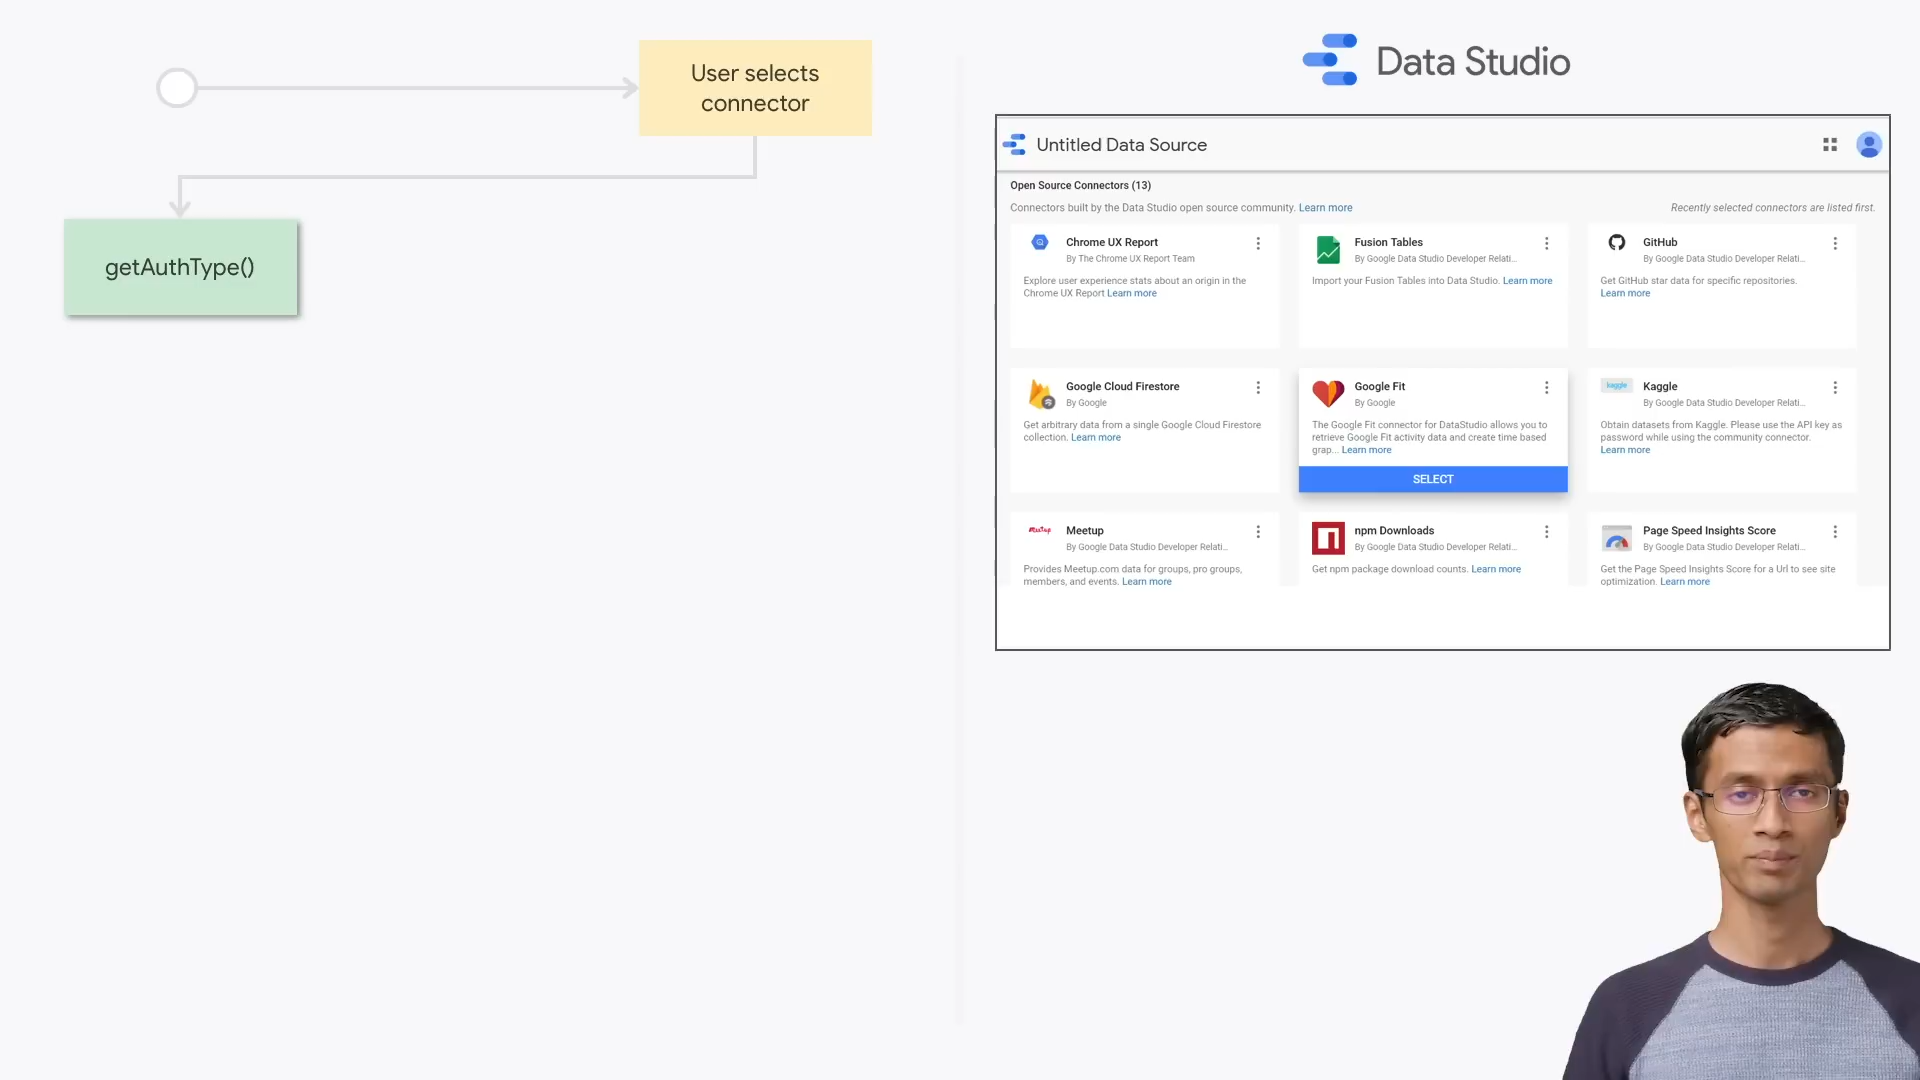 User selects
connector
getAuthType()
Data Studio
Untitled Data Source
Open Source Connectors (13)
Connectors built by the Data Studio open source community. Learn more
Recently selected connectors are listed first.
Chrome UX Report
By The Chrome UX Report Team
Explore user experience stats about an origin in the
Chrome UX Report Learn more
Fusion Tables
By Google Data Studio Developer Relati...
Import your Fusion Tables into Data Studio. Learn more
GitHub
By Google Data Studio Developer Relati...
Get GitHub star data for specific repositories.
Learn more
Google Cloud Firestore
By Google
Get arbitrary data from a single Google Cloud Firestore
collection. Learn more
Google Fit
By Google
The Google Fit connector for DataStudio allows you to
retrieve Google Fit activity data and create time based
grap... Learn more
SELECT
kaggle
Kaggle
By Google Data Studio Developer Relati...
Obtain datasets from Kaggle. Please use the API key as
password while using the community connector.
Learn more
Meetup
Meetup
By Google Data Studio Developer Relati...
Provides Meetup.com data for groups, pro groups,
members, and events. Learn more
npm Downloads
By Google Data Studio Developer Relati...
Get npm package download counts. Learn more
Page Speed Insights Score
By Google Data Studio Developer Relati...
Get the Page Speed Insights Score for a Url to see site
optimization. Learn more